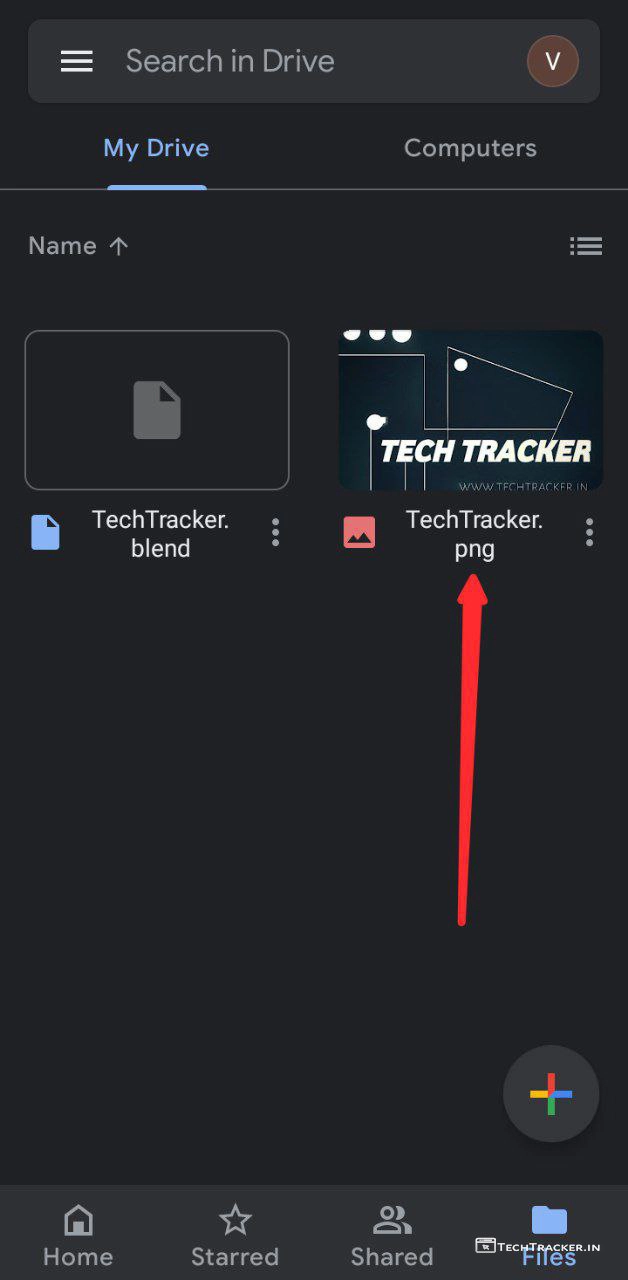 Search in Drive
V
My Drive
Computers
Name
TECH TRACKER
WWW.TECHTRACKER.IN
TechTracker.
blend
TechTracker.
png
Home
Starred
Shared
Files
TECHTRACKER.IN